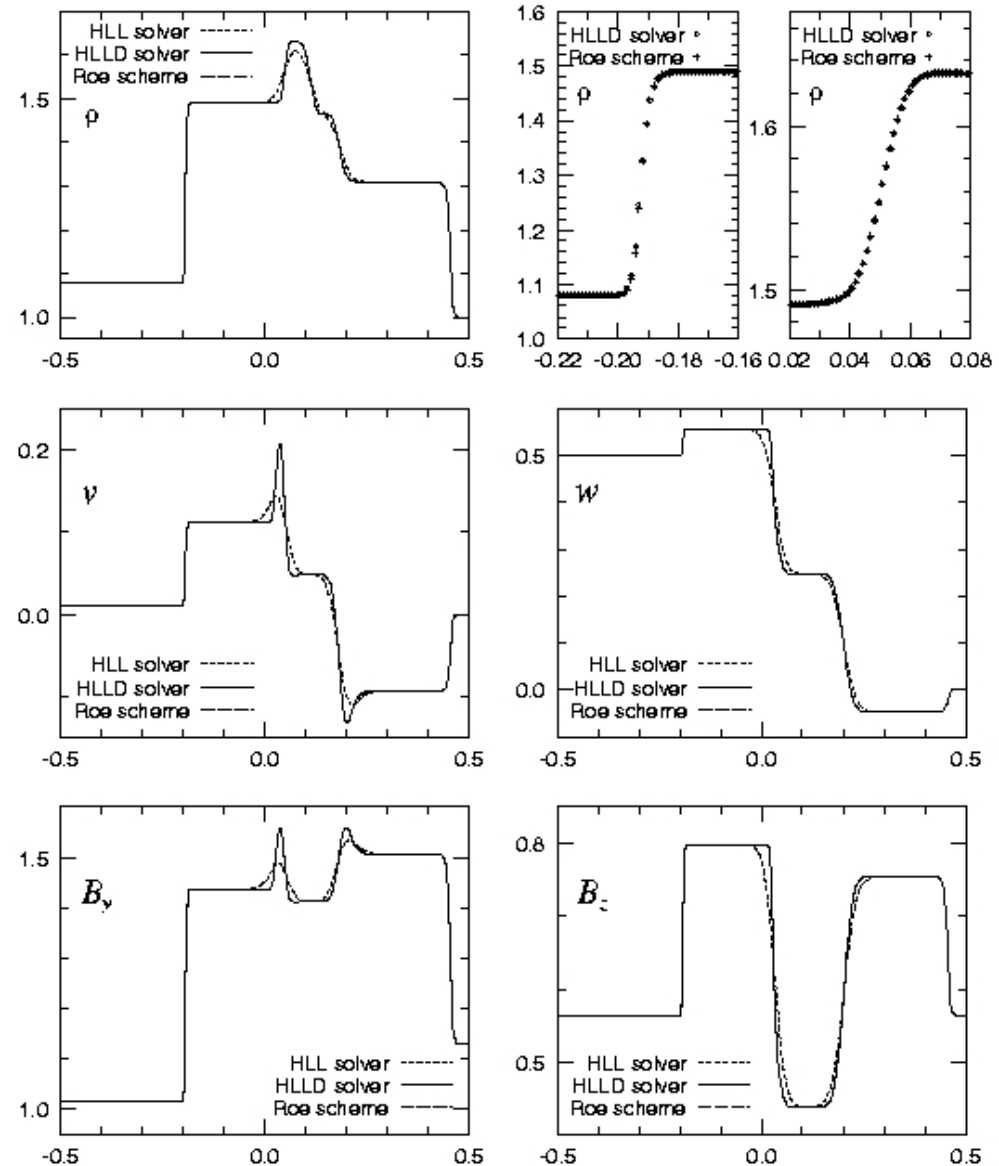 HLL solver
HLLD solver
Roe scheme
ρ
1.5
1.0
-0.5 0.0 0.5
HLLD solver
Roe scheme
ρ
1.6
1.5
1.4
1.3
1.2
1.1
1.0
-0.22 -0.20 -0.18 -0.16
HLLD solver
Roe scheme
ρ
1.6
1.5
0.02 0.04 0.06 0.08
0.2
v
0.0
HLL solver
HLLD solver
Roe scheme
-0.5 0.0 0.5
0.5
w
HLL solver
0.0 HLLD solver
Roe scheme
-0.5 0.0 0.5
1.5
By
HLL solver
HLLD solver
Roe scheme
1.0
-0.5 0.0 0.5
0.8
Bz
0.5
HLL solver
HLLD solver
Roe scheme
-0.5 0.0 0.5